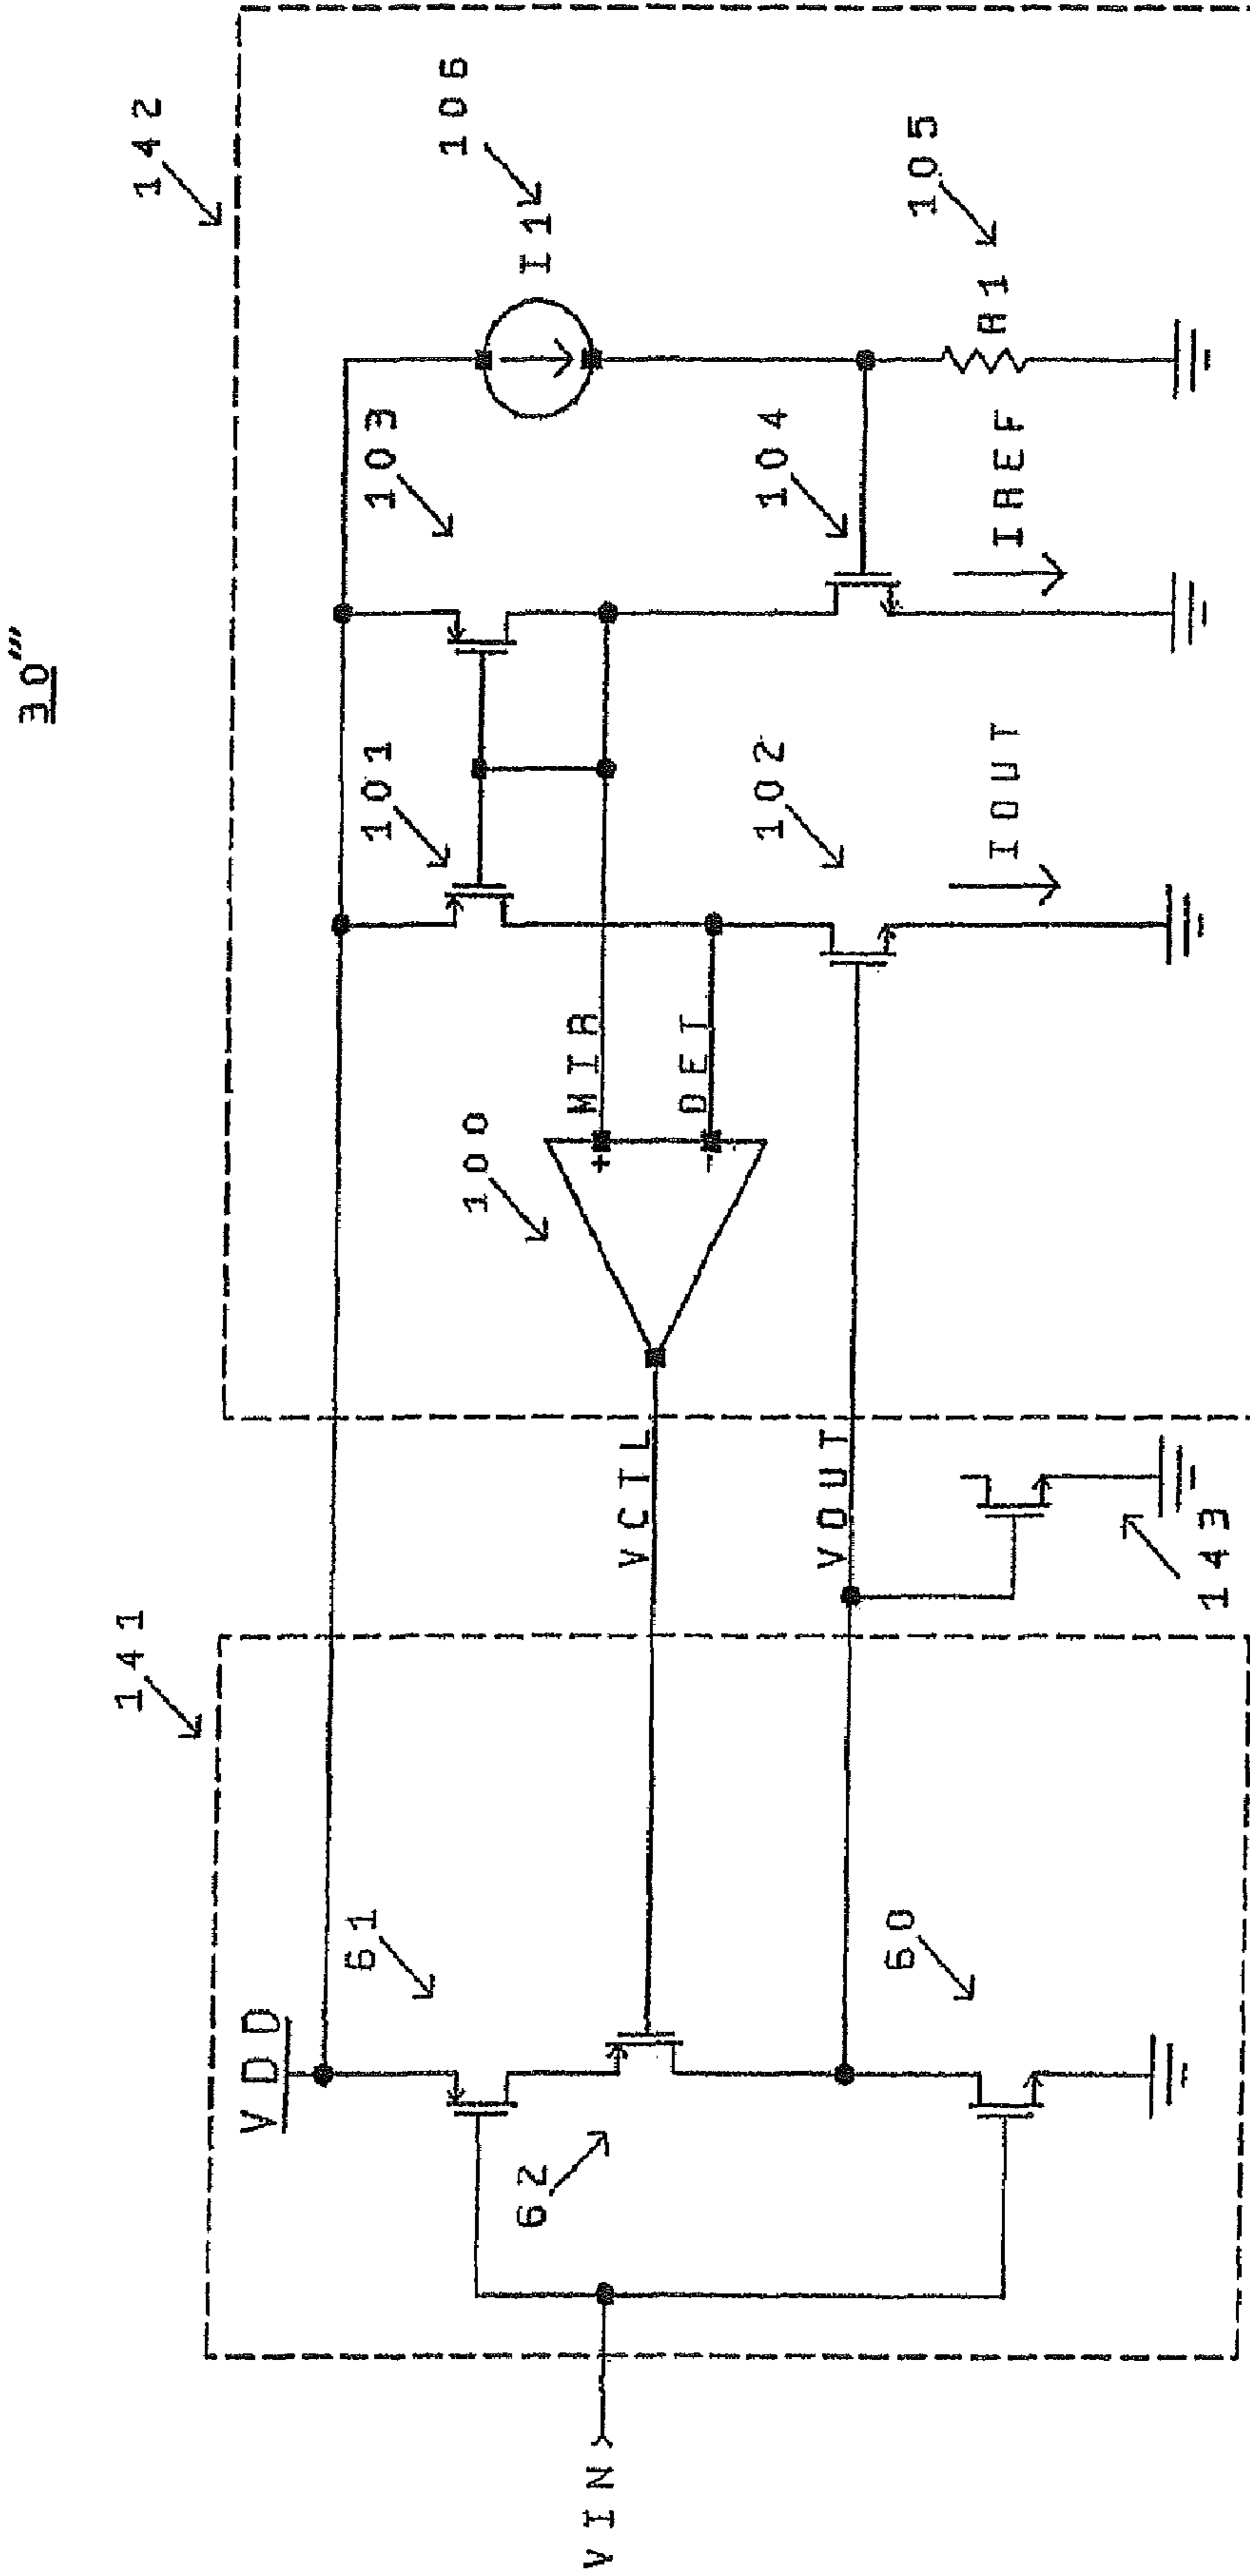 30'''
142
106
I1
103
101
105
R1
104
102
IREF
IOUT
MIR
DET
100
+
-
VCTL
VOUT
143
141
VDD
61
62
60
VIN